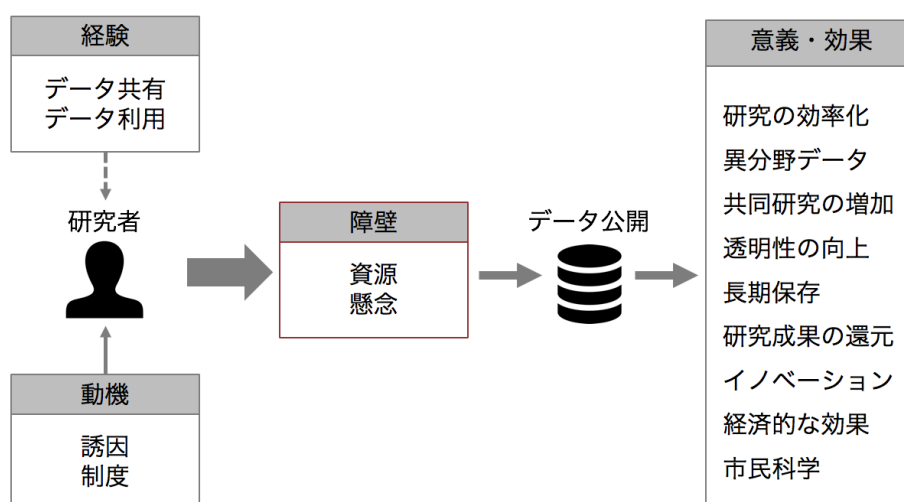 経験
データ共有
データ利用
研究者
動機
誘因
制度
障壁
資源
懸念
データ公開
意義・効果
研究の効率化
異分野データ
共同研究の増加
透明性の向上
長期保存
研究成果の還元
イノベーション
経済的な効果
市民科学